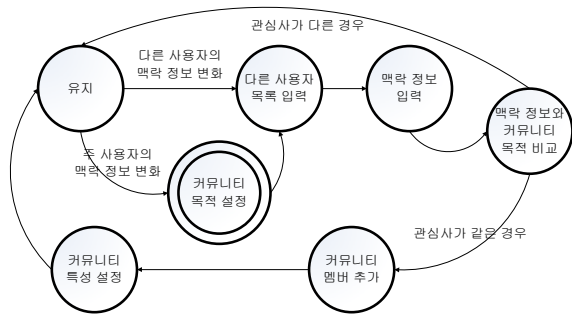 관심사가 다른 경우
다른 사용자의
맥락 정보 변화
유지
다른 사용자
목록 입력
맥락 정보
입력
맥락 정보와
커뮤니티
목적 비교
주 사용자의
맥락 정보 변화
커뮤니티
목적 설정
관심사가 같은 경우
커뮤니티
특성 설정
커뮤니티
멤버 추가